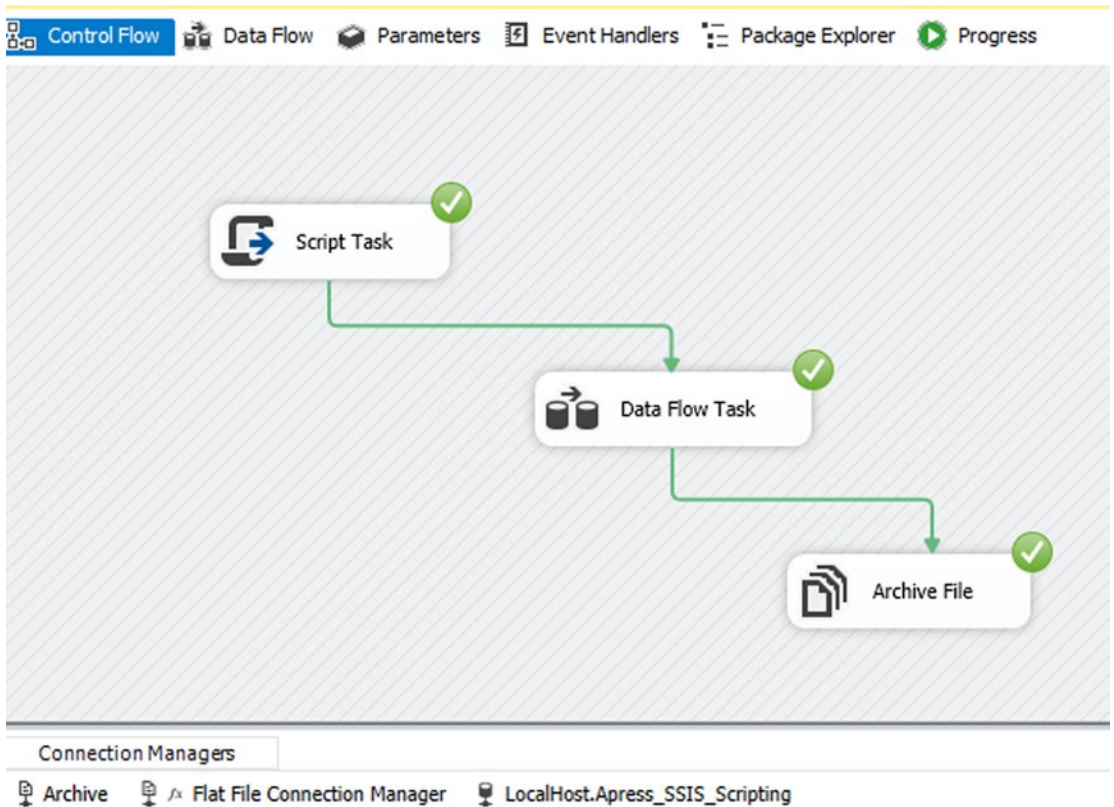 Control Flow Data Flow Parameters Event Handlers Package Explorer Progress
Script Task
Data Flow Task
Archive File
Connection Managers
Archive fx Flat File Connection Manager LocalHost.Apress_SSIS_Scripting